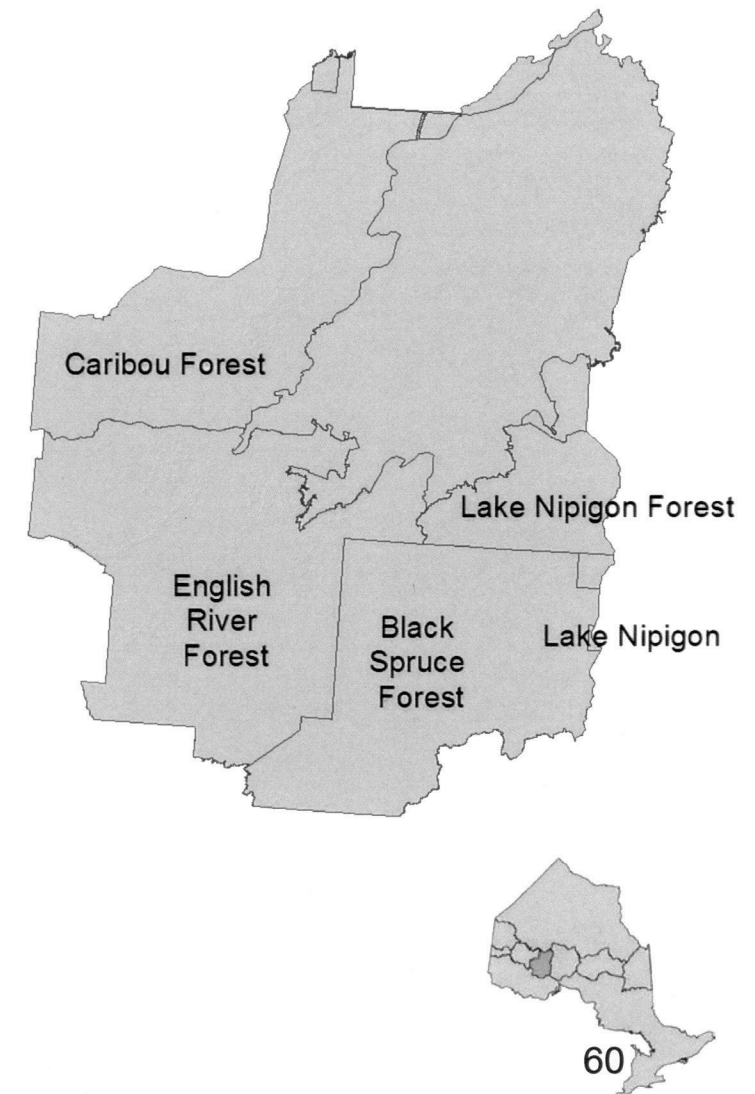 Caribou Forest
Lake Nipigon Forest
English
River
Forest
Black
Spruce
Forest
Lake Nipigon
60